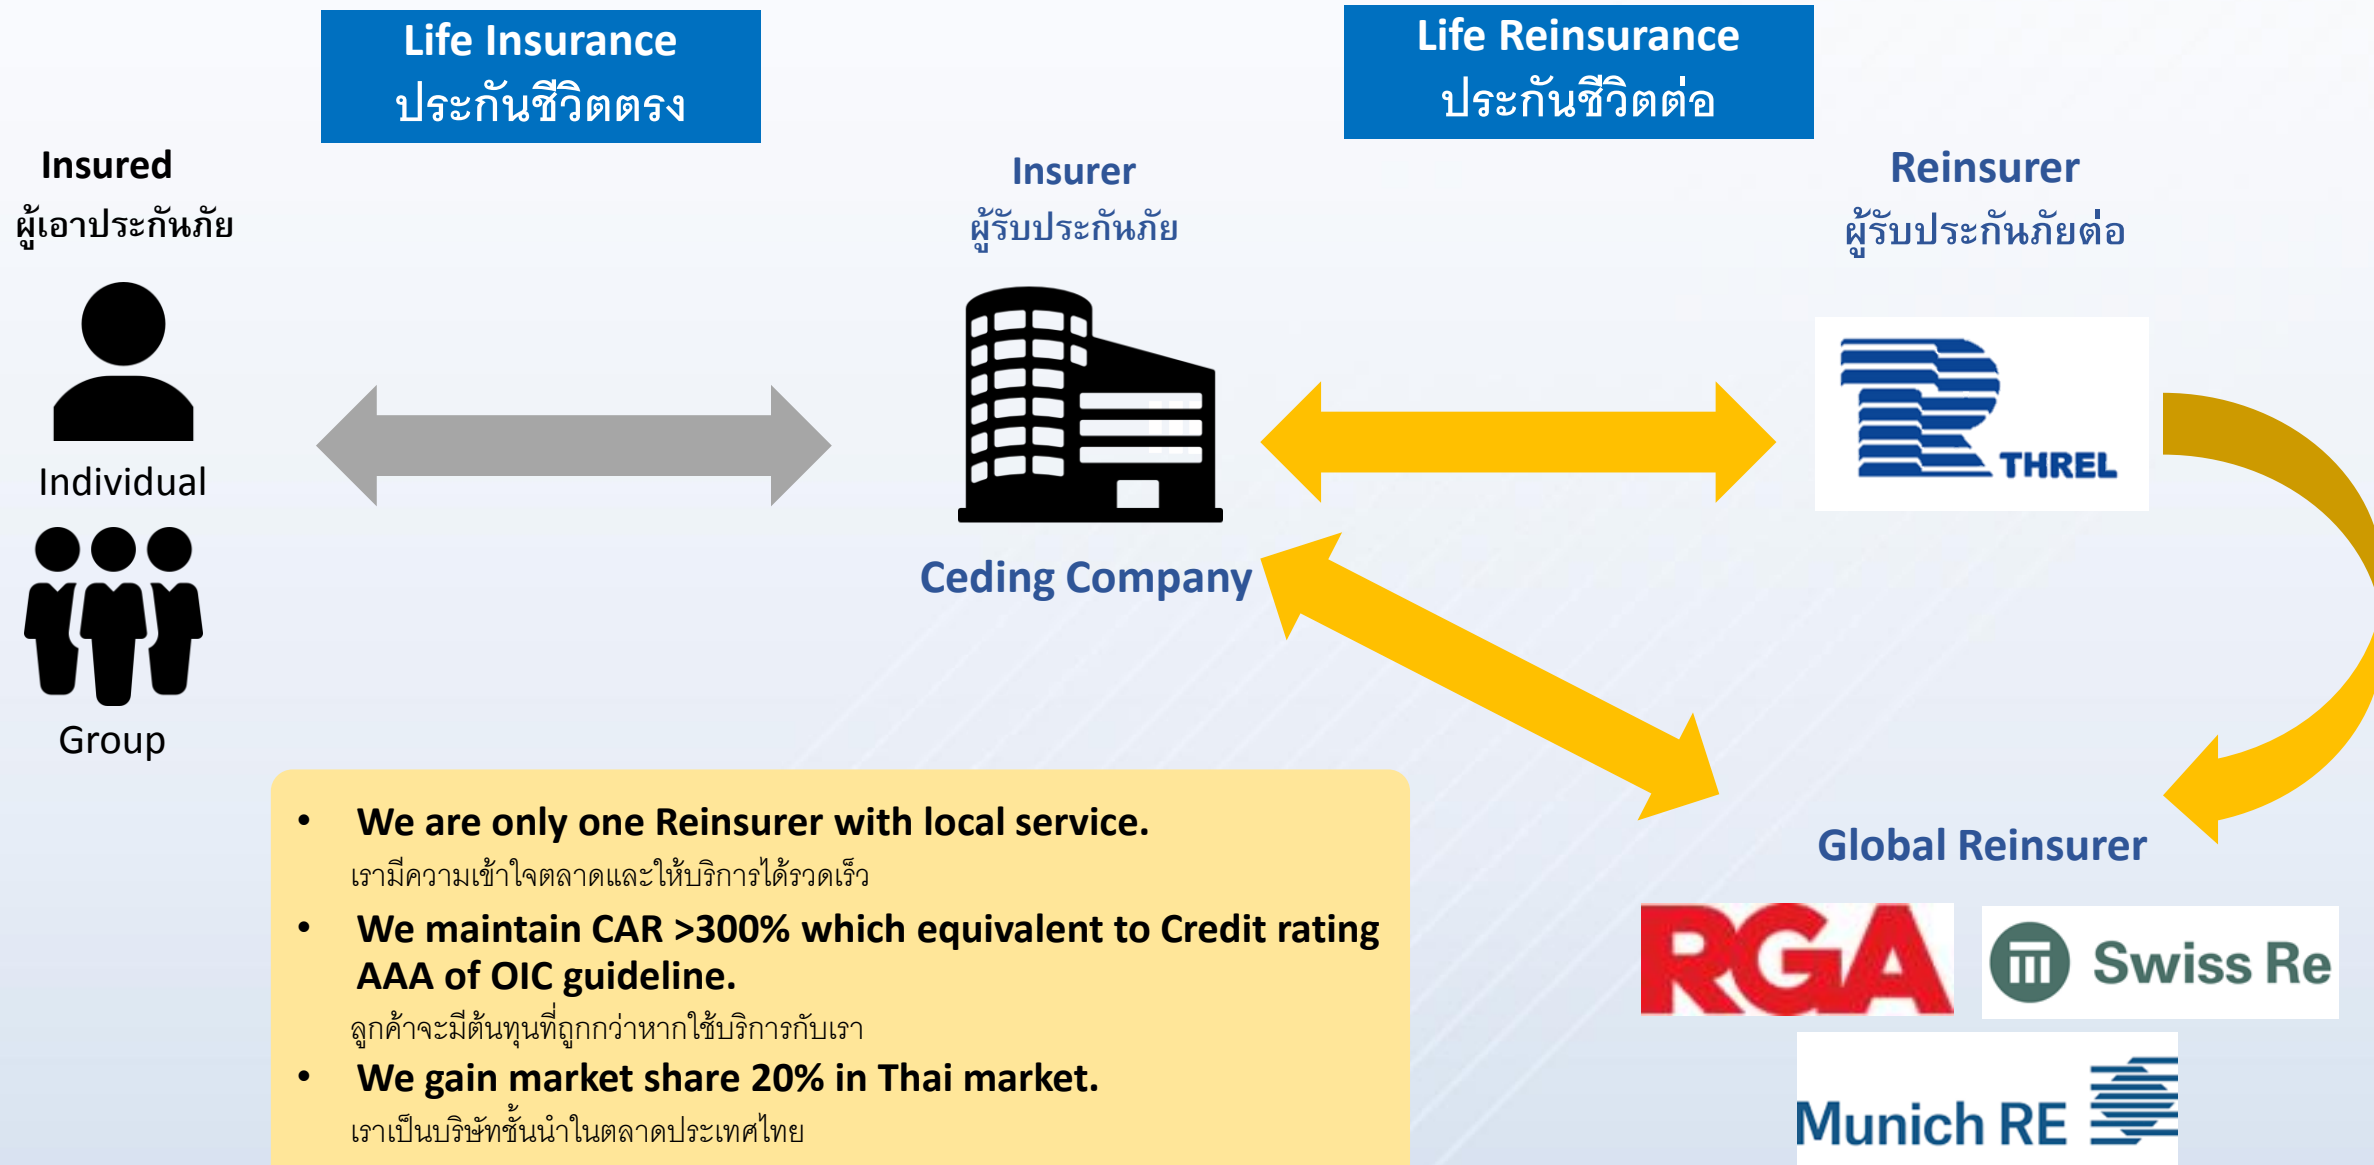 Life Insurance
ประกันชีวิตตรง
Life Reinsurance
ประกันชีวิตต่อ
Insured
ผู้เอาประกันภัย
Insurer
ผู้รับประกันภัย
Reinsurer
ผู้รับประกันภัยต่อ
Individual
Group
Ceding Company
THREL
• We are only one Reinsurer with local service.
เรามีความเข้าใจตลาดและให้บริการได้รวดเร็ว
• We maintain CAR >300% which equivalent to Credit rating
AAA of OIC guideline.
ลูกค้าจะมีต้นทุนที่ถูกกว่าหากใช้บริการกับเรา
• We gain market share 20% in Thai market.
เราเป็นบริษัทชั้นนำในตลาดประเทศไทย
Global Reinsurer
RGA
Swiss Re
Munich RE